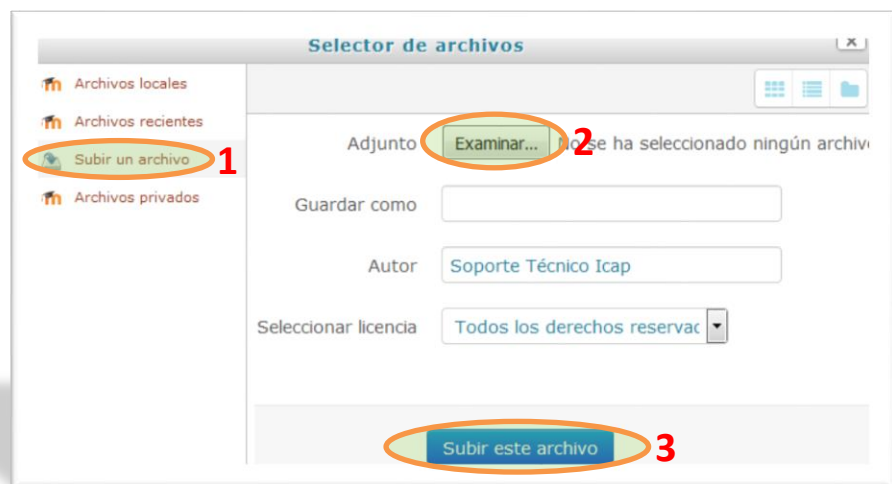 Selector de archivos
x
Archivos locales
Archivos recientes
Subir un archivo 1
Archivos privados
Adjunto Examinar... 2 No se ha seleccionado ningún archivo
Guardar como
Autor Soporte Técnico Icap
Seleccionar licencia Todos los derechos reservac
Subir este archivo 3